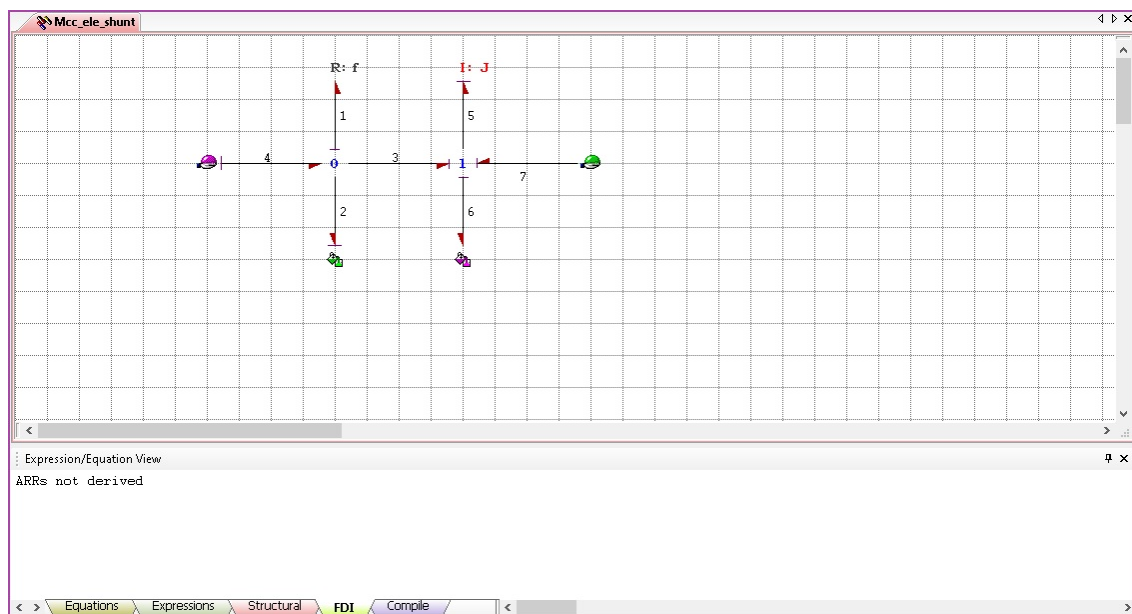 Mcc_ele_shunt
R: f
I: J
1
5
4
0
3
1
7
2
6
Expression/Equation View
ARRs not derived
Equations
Expressions
Structural
FDI
Compile